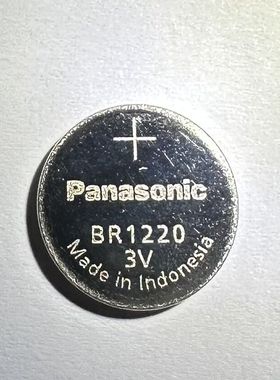 +
Panasonic
BR1220
3V
Made in Indonesia